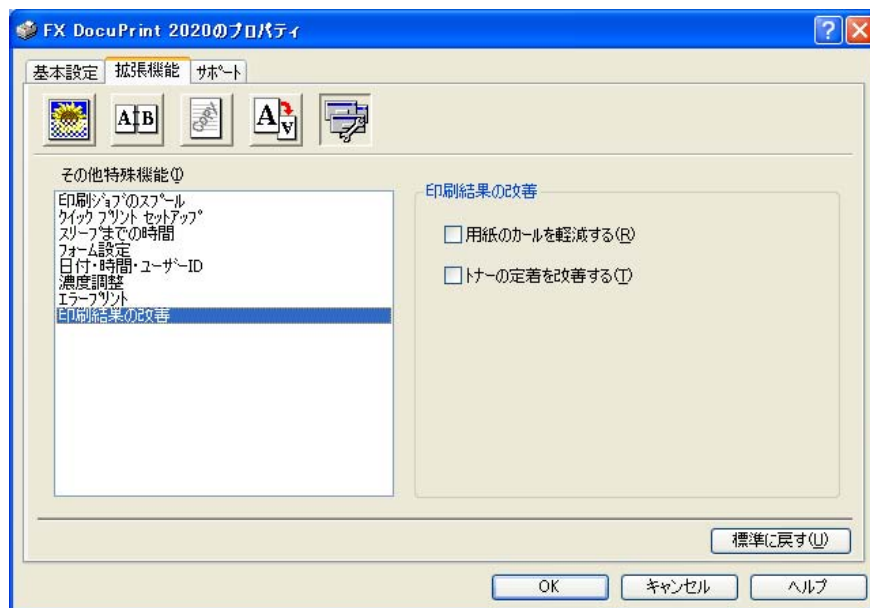 FX DocuPrint 2020のプロパティ
基本設定 拡張機能 サポート
A B
Copy
A A
その他特殊機能(I)
印刷ジョブのスプール
クイック プリント セットアップ
スリープまでの時間
フォーム設定
日付・時間・ユーザーID
濃度調整
エラープリント
印刷結果の改善
印刷結果の改善
用紙のカールを軽減する(R)
トナーの定着を改善する(T)
標準に戻す(U)
OK キャンセル ヘルプ